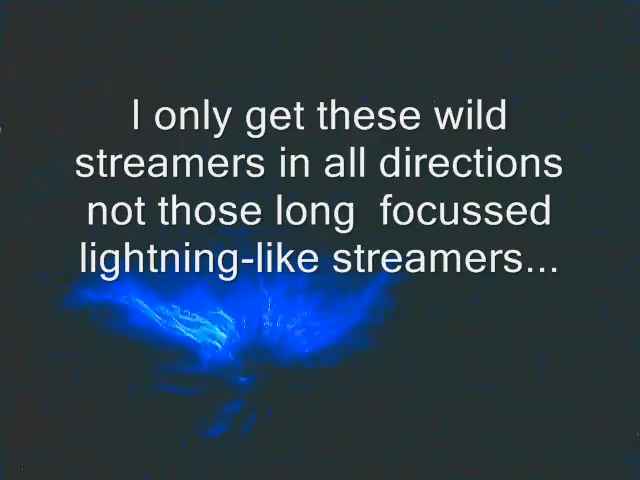 I only get these wild
streamers in all directions
not those long  focussed
lightning-like streamers...